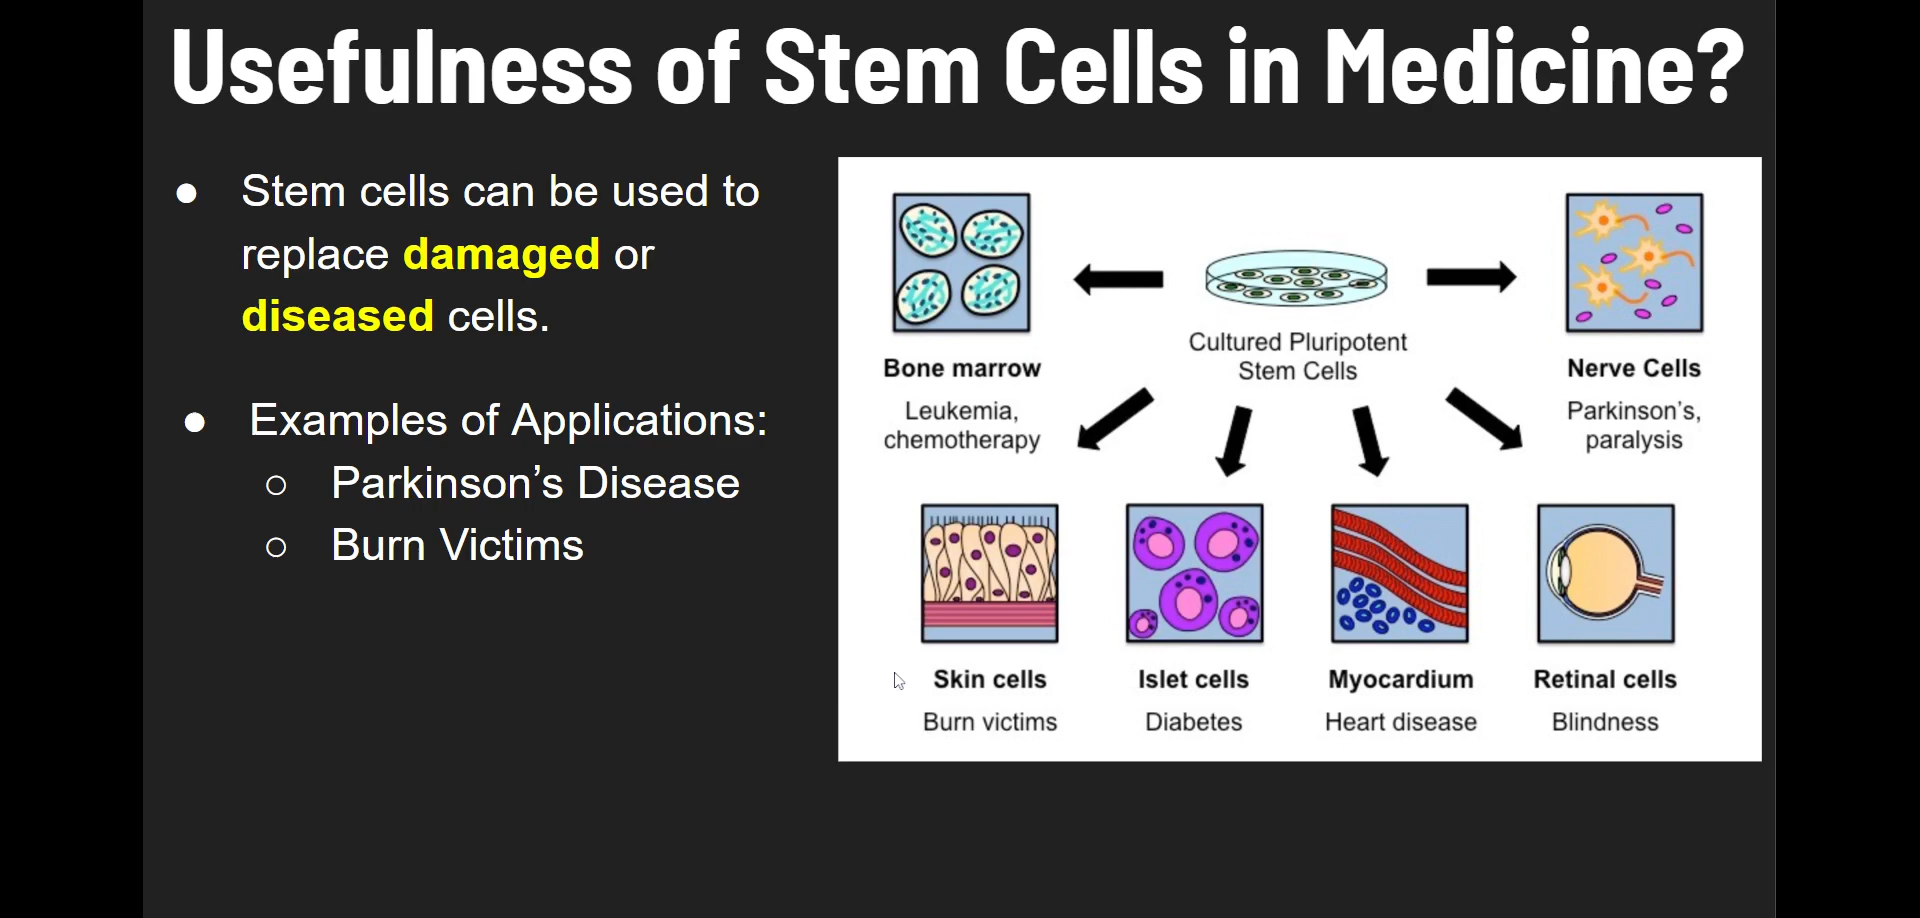 Usefulness of Stem Cells in Medicine?
● Stem cells can be used to
replace damaged or
diseased cells.
● Examples of Applications:
○ Parkinson’s Disease
○ Burn Victims
Cultured Pluripotent
Stem Cells
Bone marrow
Leukemia,
chemotherapy
Nerve Cells
Parkinson’s,
paralysis
Skin cells
Burn victims
Islet cells
Diabetes
Myocardium
Heart disease
Retinal cells
Blindness